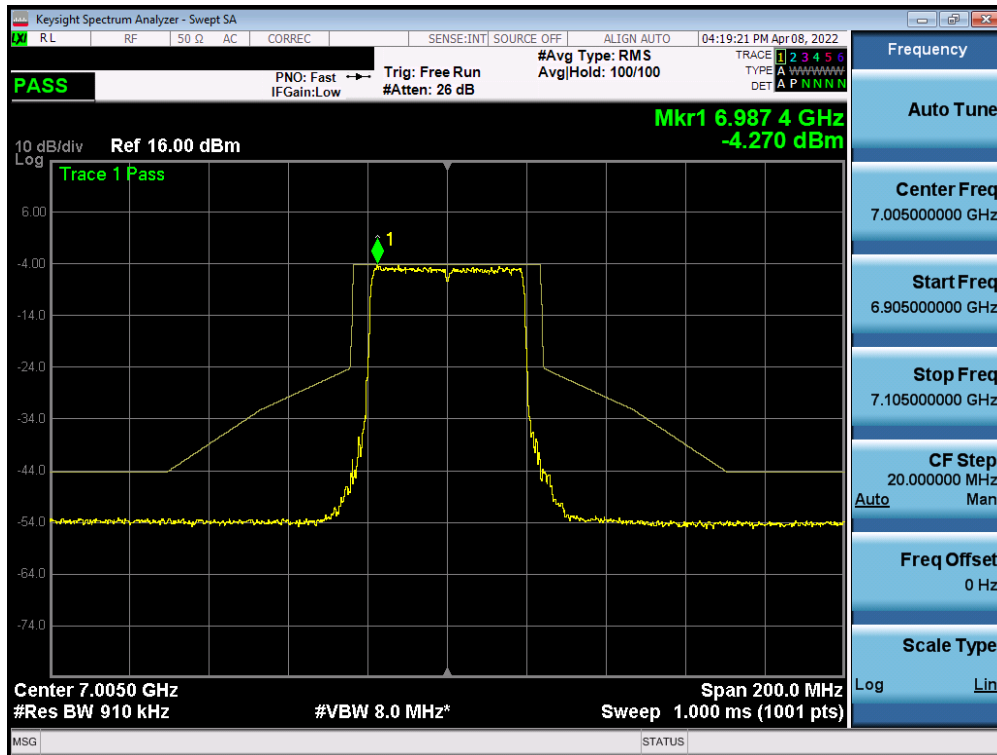 Keysight Spectrum Analyzer - Swept SA
LXI RL RF 50 Ω AC CORREC SENSE:INT SOURCE OFF ALIGN AUTO 04:19:21 PM Apr 08, 2022
PASS
PNO: Fast
IFGain:Low
Trig: Free Run
#Atten: 26 dB
#Avg Type: RMS
Avg|Hold: 100/100
TRACE 1 2 3 4 5 6
TYPE A WWWWW
DET A P N N N N
Mkr1 6.987 4 GHz
-4.270 dBm
10 dB/div Ref 16.00 dBm
Log
Trace 1 Pass
1
6.00
-4.00
-14.0
-24.0
-34.0
-44.0
-54.0
-64.0
-74.0
Center 7.0050 GHz Span 200.0 MHz
#Res BW 910 kHz #VBW 8.0 MHz* Sweep 1.000 ms (1001 pts)
MSG STATUS
Frequency
Auto Tune
Center Freq
7.005000000 GHz
Start Freq
6.905000000 GHz
Stop Freq
7.105000000 GHz
CF Step
20.000000 MHz
Auto Man
Freq Offset
0 Hz
Scale Type
Log Lin